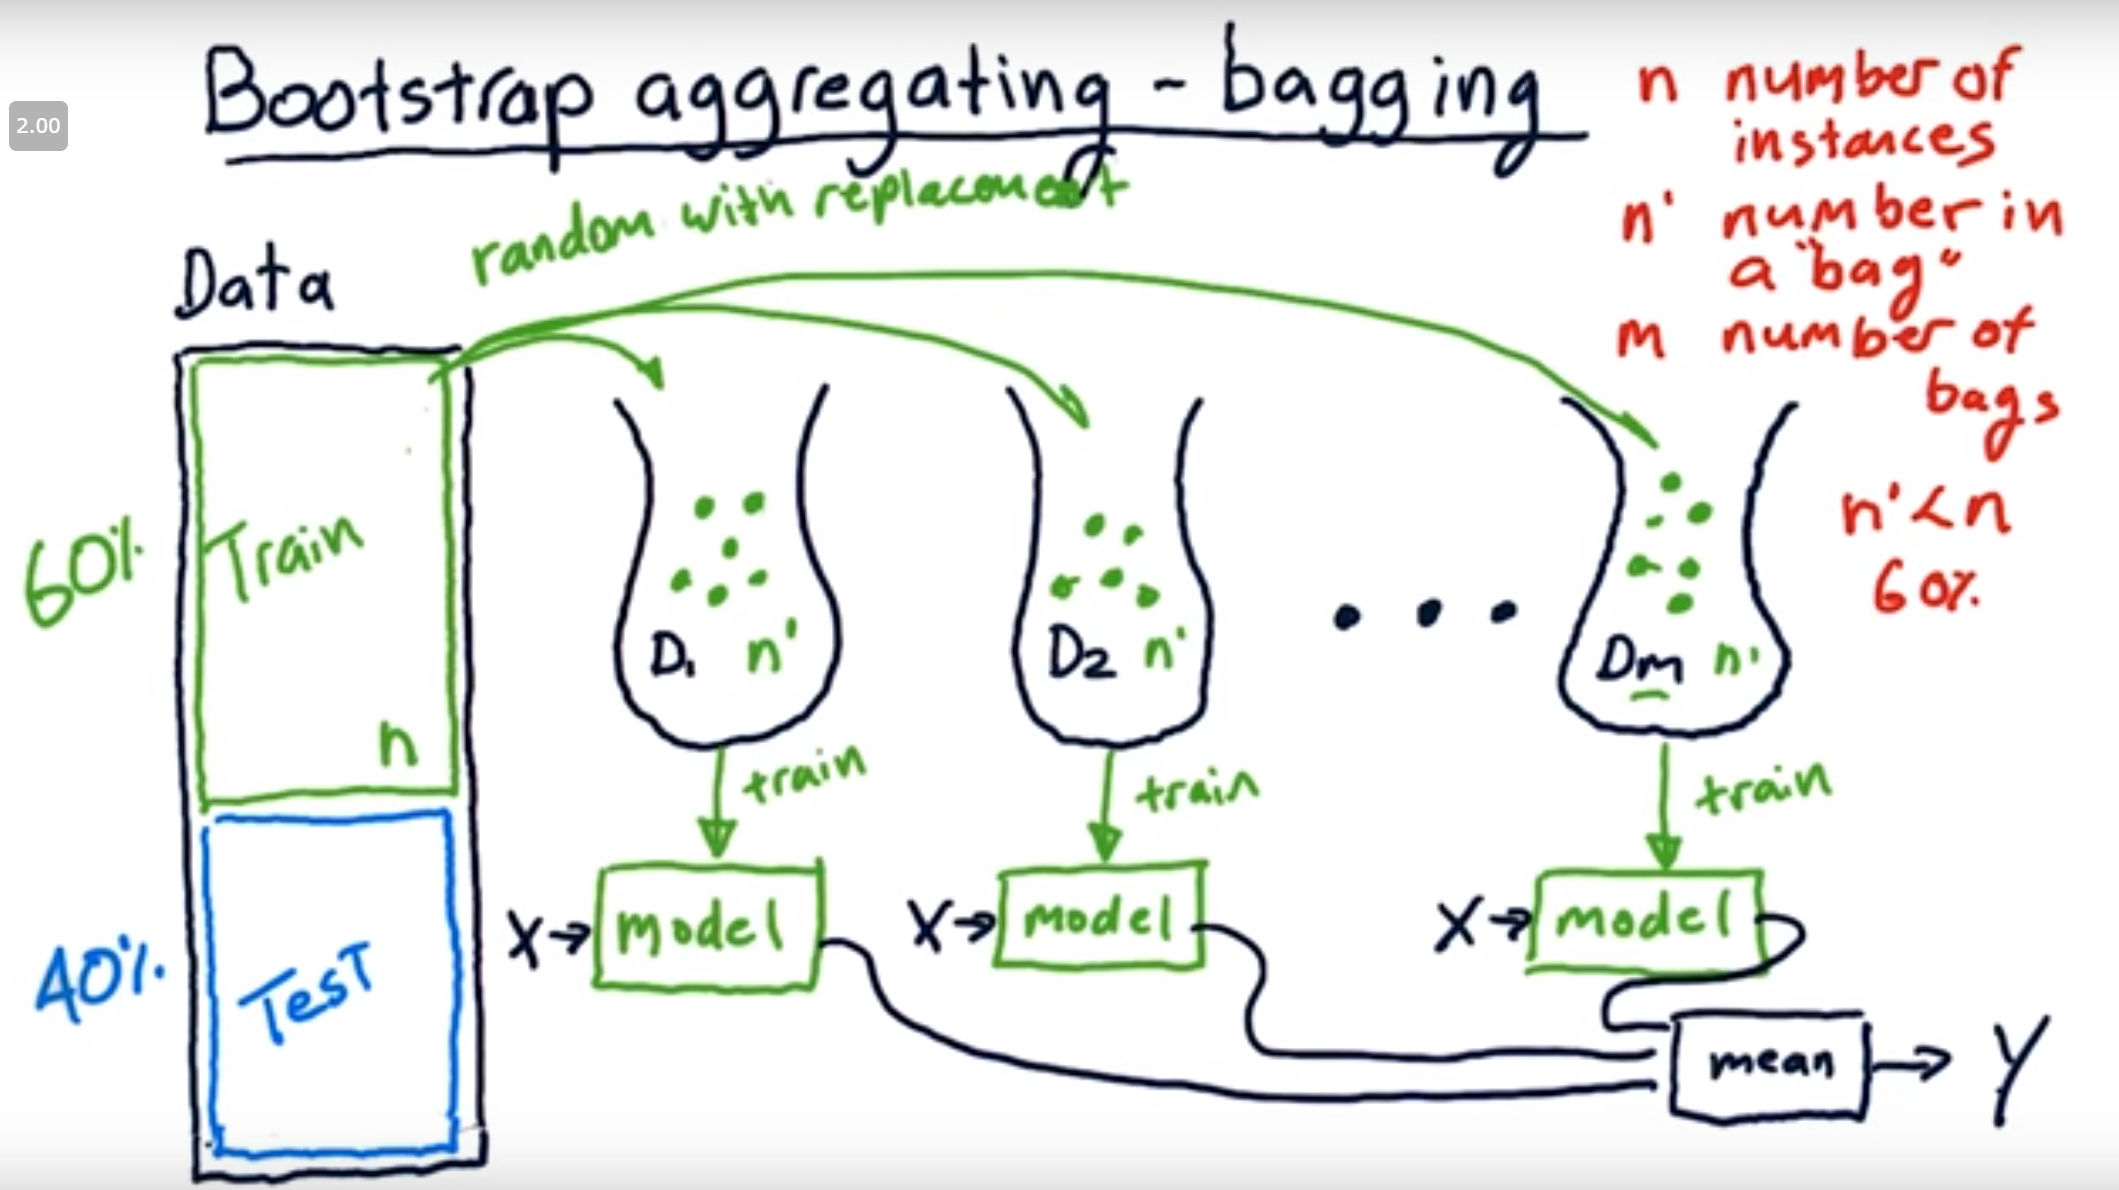 Bootstrap aggregating - bagging
2.00
n number of
instances
n' number in
a "bag"
m number of
bags
n' < n
60%
random with replacement
Data
60%
Train
n
40%
Test
D1 n'
D2 n'
Dm n'
train
train
train
X→ model
X→ model
X→ model
mean → Y